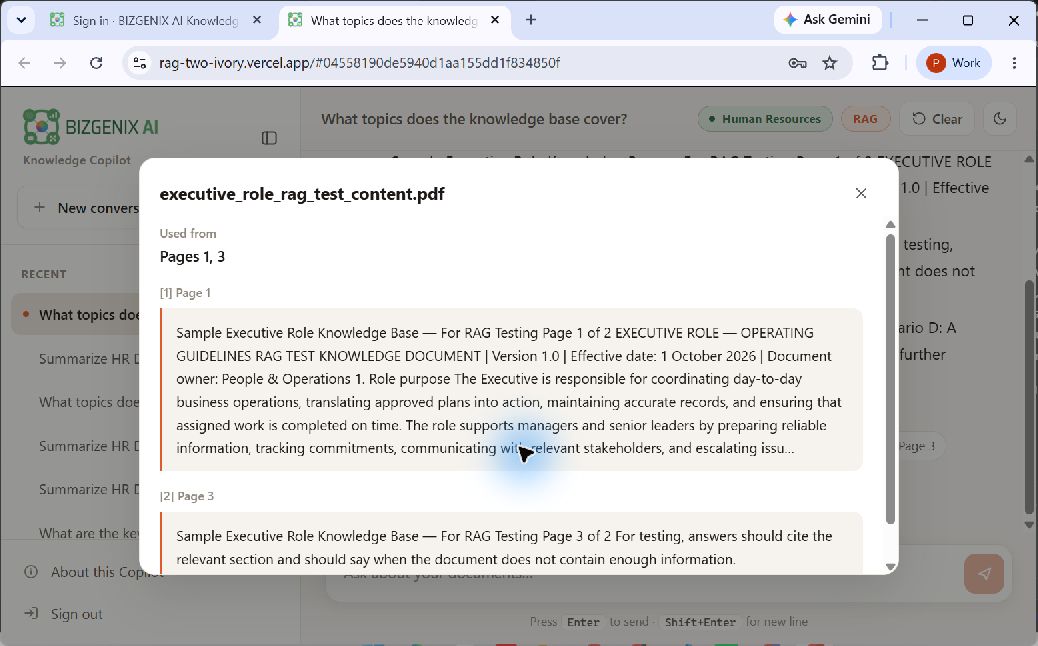 Sign in · BIZGENIX AI Knowledg
What topics does the knowledg
Ask Gemini
rag-two-ivory.vercel.app/#04558190de5940d1aa155dd1f834850f
P
Work
BIZGENIX AI
Knowledge Copilot
What topics does the knowledge base cover?
Human Resources
RAG
Clear
New convers
RECENT
What topics doe
Summarize HR D
What topics doe
Summarize HR D
Summarize HR D
What are the key
About this Copilot
Sign out
EXECUTIVE ROLE
1.0 | Effective
testing,
nt does not
ario D: A
further
Page 3
executive_role_rag_test_content.pdf
Used from
Pages 1, 3
[1] Page 1
Sample Executive Role Knowledge Base — For RAG Testing Page 1 of 2 EXECUTIVE ROLE — OPERATING
GUIDELINES RAG TEST KNOWLEDGE DOCUMENT | Version 1.0 | Effective date: 1 October 2026 | Document
owner: People & Operations 1. Role purpose The Executive is responsible for coordinating day-to-day
business operations, translating approved plans into action, maintaining accurate records, and ensuring that
assigned work is completed on time. The role supports managers and senior leaders by preparing reliable
information, tracking commitments, communicating with relevant stakeholders, and escalating issu...
[2] Page 3
Sample Executive Role Knowledge Base — For RAG Testing Page 3 of 2 For testing, answers should cite the
relevant section and should say when the document does not contain enough information.
Ask about your documents...
Press Enter to send · Shift+Enter for new line